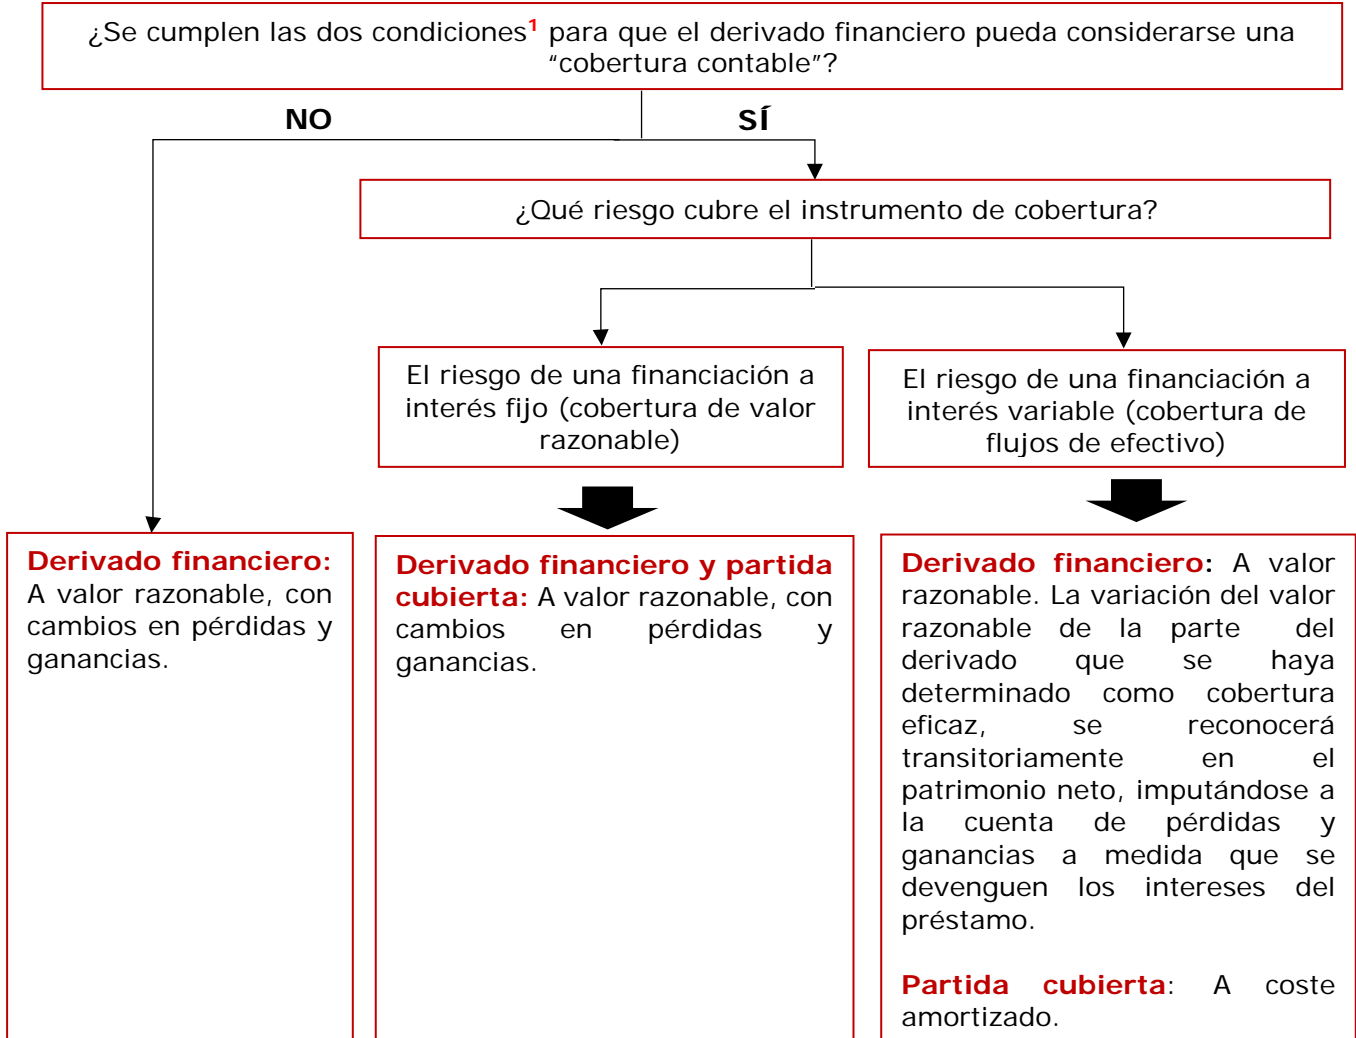 ¿Se cumplen las dos condiciones¹ para que el derivado financiero pueda considerarse una
“cobertura contable”?
NO
SÍ
¿Qué riesgo cubre el instrumento de cobertura?
El riesgo de una financiación a
interés fijo (cobertura de valor
razonable)
El riesgo de una financiación a
interés variable (cobertura de
flujos de efectivo)
Derivado financiero:
A valor razonable, con
cambios en pérdidas y
ganancias.
Derivado financiero y partida
cubierta: A valor razonable, con
cambios en pérdidas y
ganancias.
Derivado financiero: A valor
razonable. La variación del valor
razonable de la parte del
derivado que se haya
determinado como cobertura
eficaz, se reconocerá
transitoriamente en el
patrimonio neto, imputándose a
la cuenta de pérdidas y
ganancias a medida que se
devenguen los intereses del
préstamo.
Partida cubierta: A coste
amortizado.